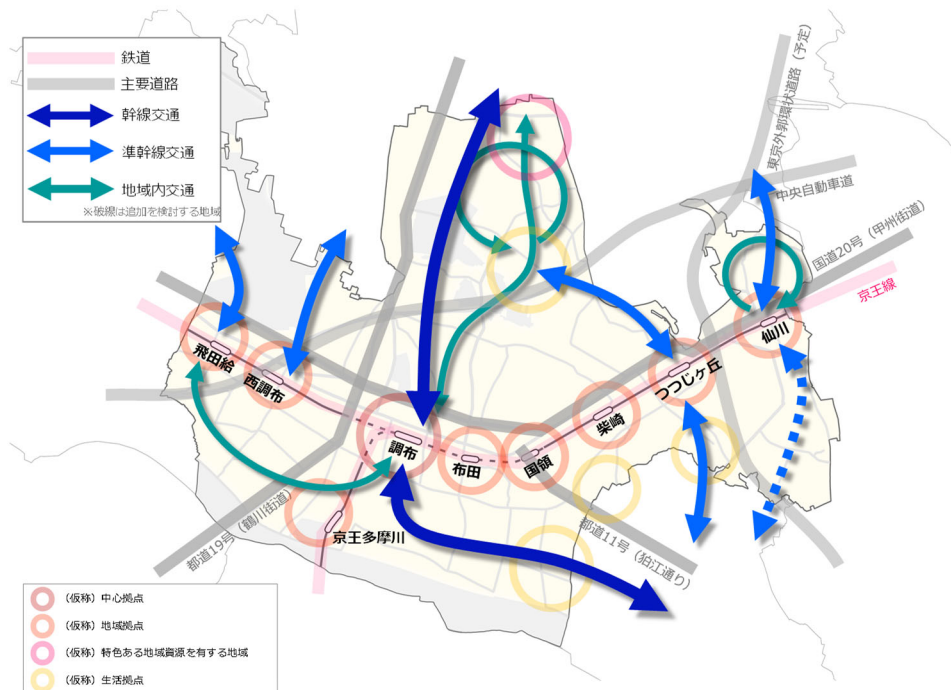 鉄道
主要道路
幹線交通
準幹線交通
地域内交通
※破線は追加を検討する地域
東京外郭環状道路（予定）
中央自動車道
国道20号（甲州街道）
京王線
仙川
つつじヶ丘
柴崎
国領
布田
調布
西調布
飛田給
京王多摩川
都道19号（鶴川街道）
都道11号（狛江通り）
（仮称）中心拠点
（仮称）地域拠点
（仮称）特色ある地域資源を有する地域
（仮称）生活拠点